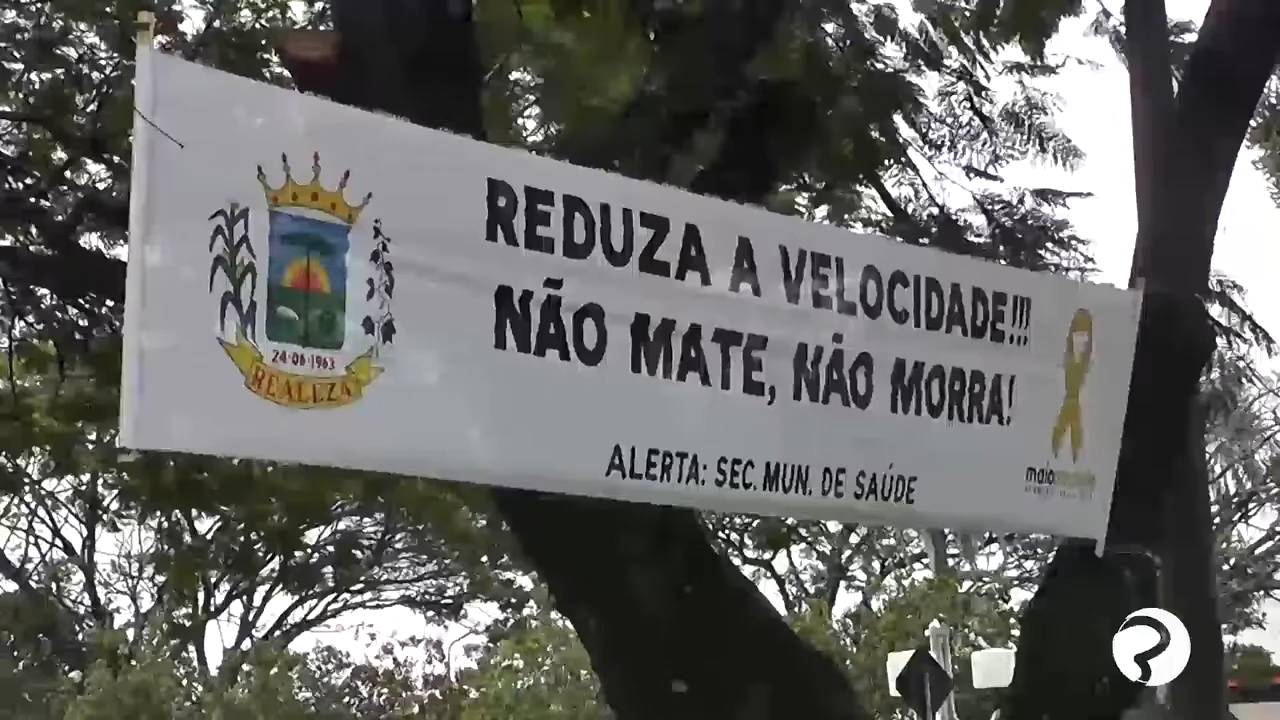 REDUZA A VELOCIDADE!!!
NÃO MATE, NÃO MORRA!
ALERTA: SEC. MUN. DE SAÚDE
24·06·1963
REALEZA
maio